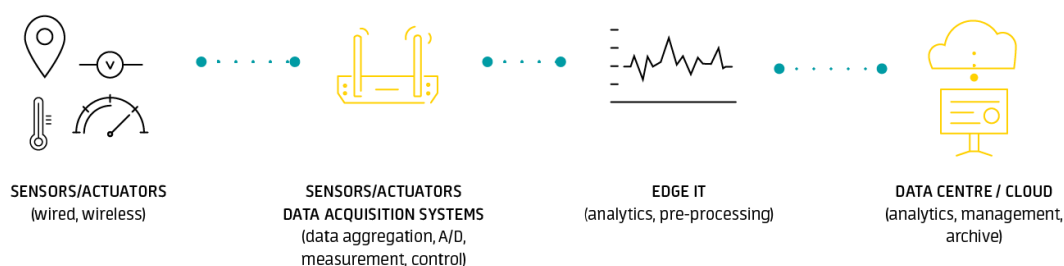 V
SENSORS/ACTUATORS
(wired, wireless)
SENSORS/ACTUATORS
DATA ACQUISITION SYSTEMS
(data aggregation, A/D,
measurement, control)
EDGE IT
(analytics, pre-processing)
DATA CENTRE / CLOUD
(analytics, management,
archive)